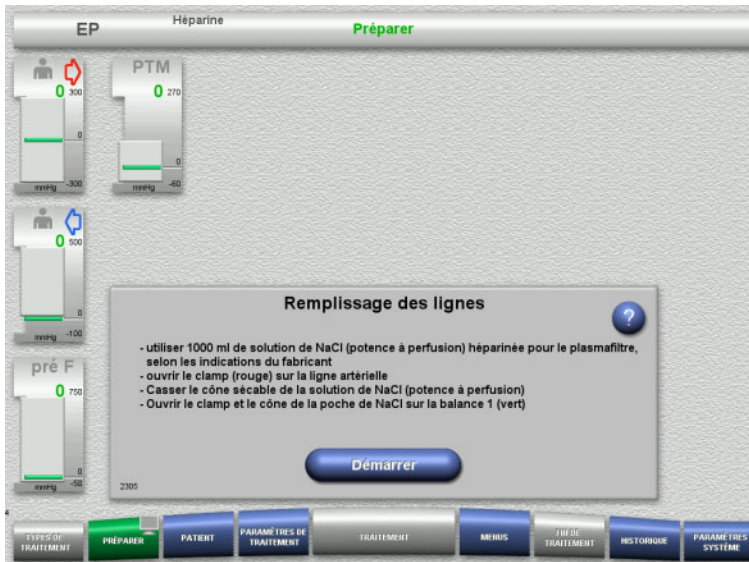 EP
Héparine
Préparer
0
300
0
-300
mmHg
PTM
0
270
0
-60
mmHg
0
500
0
-100
mmHg
pré F
0
750
0
-50
mmHg
Remplissage des lignes
?
- utiliser 1000 ml de solution de NaCl (potence à perfusion) héparinée pour le plasmafiltre,
selon les indications du fabricant
- ouvrir le clamp (rouge) sur la ligne artèrielle
- Casser le cône sécable de la solution de NaCl (potence à perfusion)
- Ouvrir le clamp et le cône de la poche de NaCl sur la balance 1 (vert)
Démarrer
2305
TYPES DE
TRAITEMENT
PRÉPARER
PATIENT
PARAMÈTRES DE
TRAITEMENT
TRAITEMENT
MENUS
FIN DE
TRAITEMENT
HISTORIQUE
PARAMÈTRES
SYSTÈME